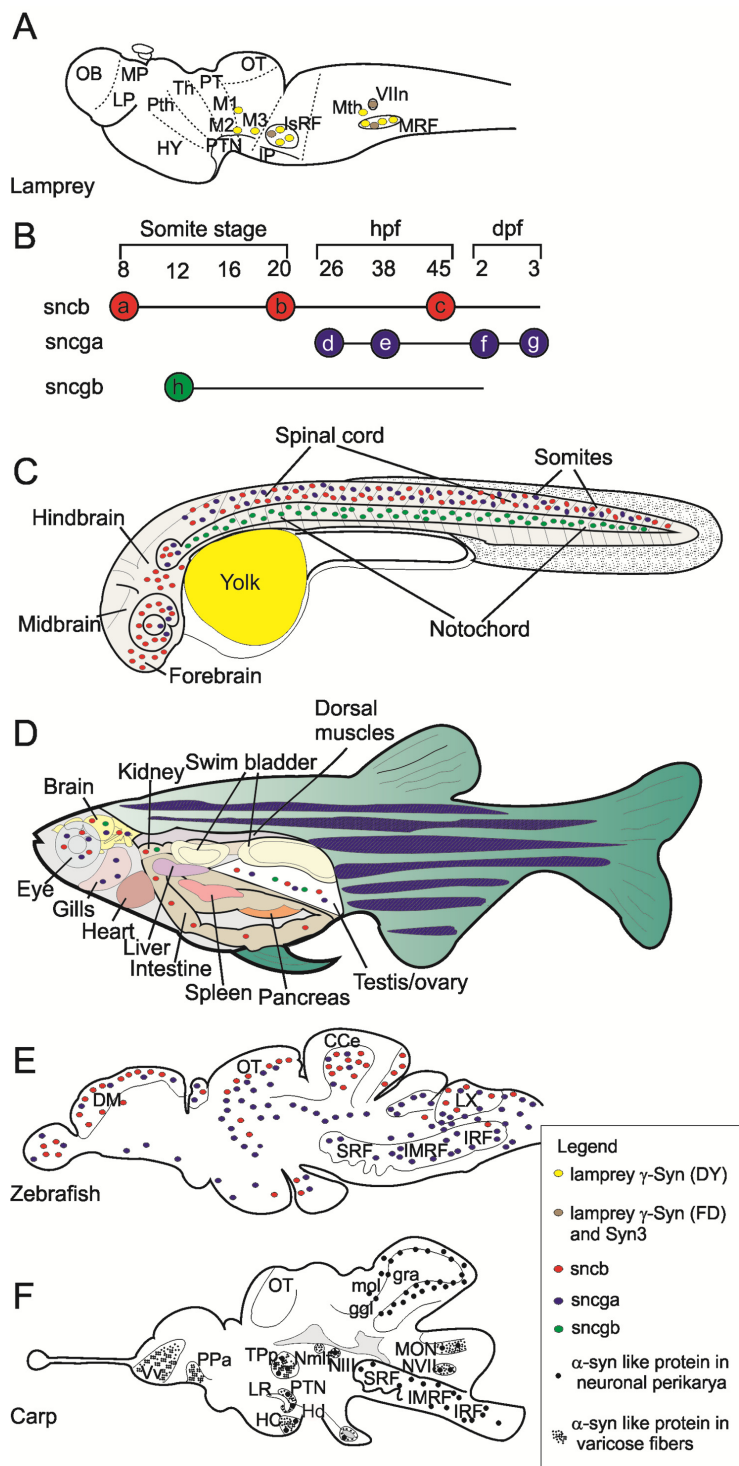 A
OB
MP
LP
Pth
Th
PT
OT
M1
M2
M3
IsRF
HY
PTN
IP
Mth
VIIn
MRF
Lamprey
B
Somite stage hpf dpf
8 12 16 20 26 38 45 2 3
sncb a b c
sncga d e f g
sncgb h
C
Spinal cord
Somites
Hindbrain
Yolk
Midbrain
Notochord
Forebrain
D
Dorsal
muscles
Swim bladder
Kidney
Brain
Eye
Gills
Heart
Liver
Intestine
Spleen
Pancreas
Testis/ovary
E
CCe
OT
DM
LX
SRF
IMRF
IRF
Zebrafish
F
OT
mol
gra
ggl
Vv
PPa
TPp
Nmlf
NIII
MON
NVII
SRF
LR
PTN
Hd
HC
IMRF
IRF
Carp
Legend
lamprey γ-Syn (DY)
lamprey γ-Syn (FD)
and Syn3
sncb
sncga
sncgb
α-syn like protein in
neuronal perikarya
α-syn like protein in
varicose fibers